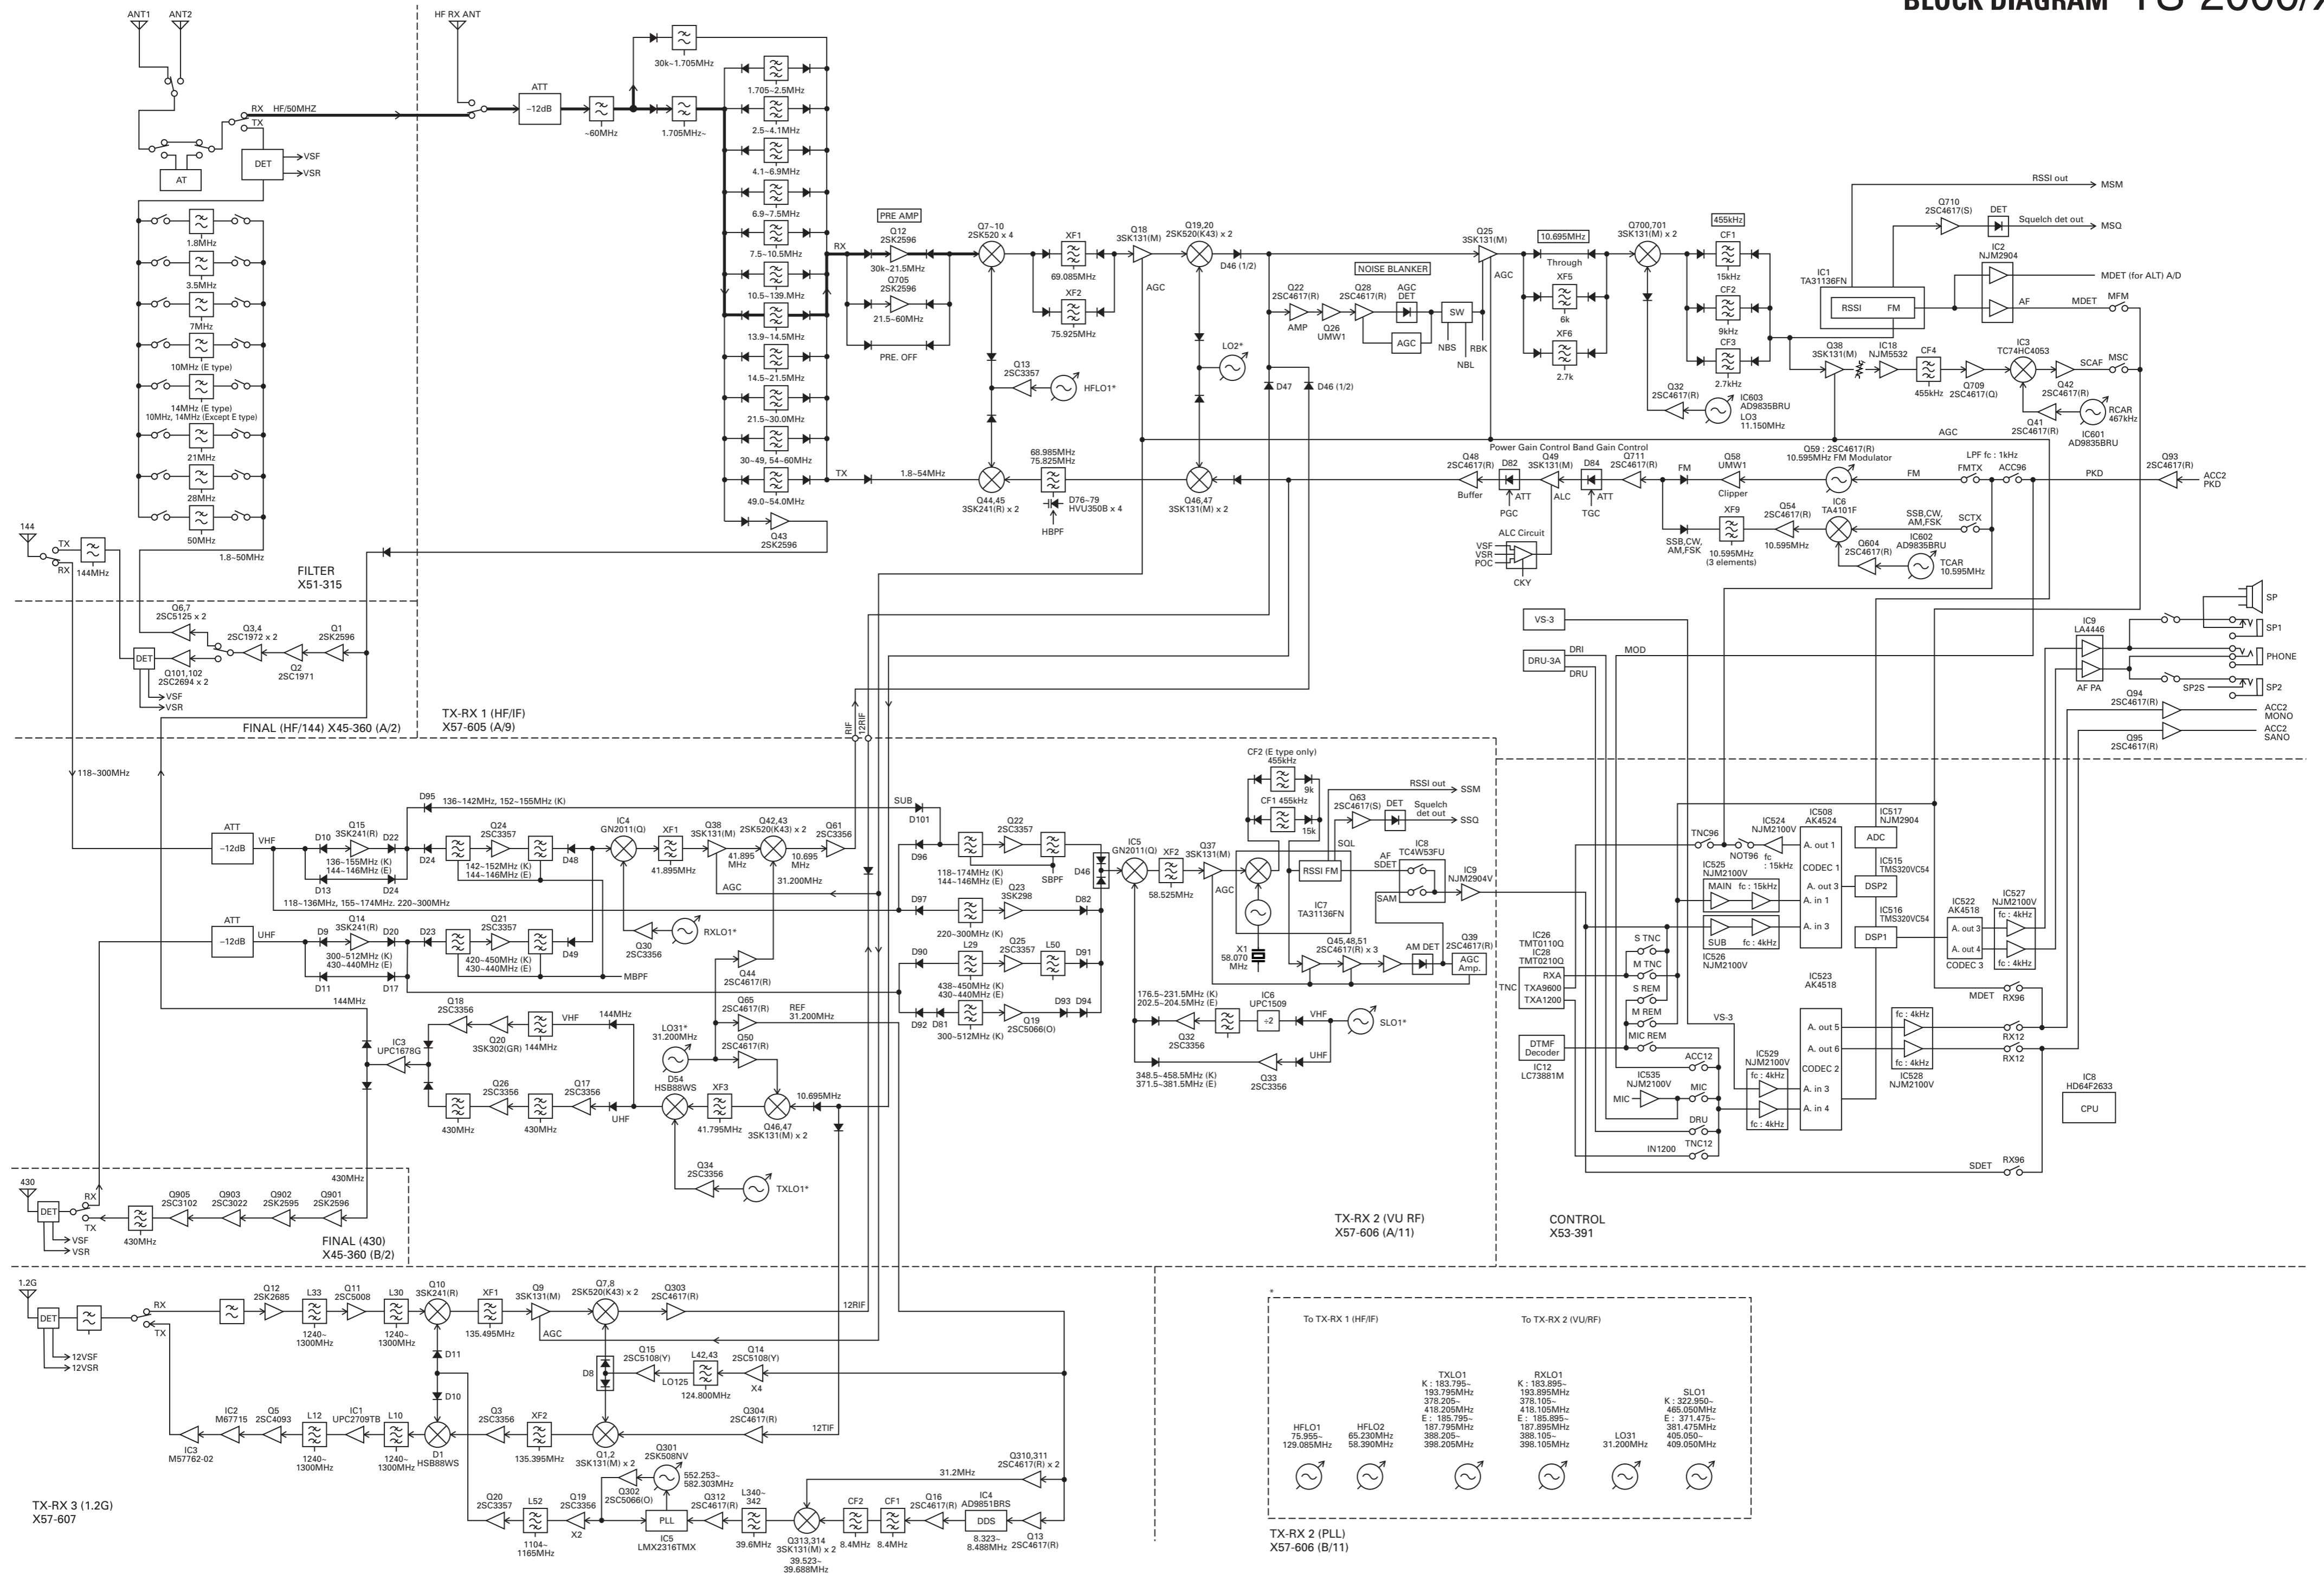 BLOCK DIAGRAM
ANT1
ANT2
HF RX ANT
RX
HF/50MHZ
TX
DET
VSF
VSR
AT
1.8MHz
3.5MHz
7MHz
10MHz (E type)
14MHz (E type)
10MHz, 14MHz (Except E type)
21MHz
28MHz
50MHz
1.8~50MHz
FILTER
X51-315
144
TX
RX
144MHz
ATT
–12dB
~60MHz
30k~1.705MHz
1.705MHz~
1.705~2.5MHz
2.5~4.1MHz
4.1~6.9MHz
6.9~7.5MHz
7.5~10.5MHz
10.5~139.MHz
13.9~14.5MHz
14.5~21.5MHz
21.5~30.0MHz
30~49, 54~60MHz
49.0~54.0MHz
Q43
2SK2596
RX
PRE AMP
Q12
2SK2596
30k~21.5MHz
Q705
2SK2596
21.5~60MHz
PRE. OFF
Q7~10
2SK520 x 4
XF1
69.085MHz
XF2
75.925MHz
Q18
3SK131(M)
AGC
Q19,20
2SK520(K43) x 2
D46 (1/2)
Q13
2SC3357
HFLO1*
LO2*
D47
D46 (1/2)
NOISE BLANKER
Q22
2SC4617(R)
AMP
Q26
UMW1
Q28
2SC4617(R)
AGC
DET
AGC
SW
NBS
NBL
RBK
Q25
3SK131(M)
AGC
10.695MHz
Through
XF5
6k
XF6
2.7k
Q700,701
3SK131(M) x 2
455kHz
CF1
15kHz
CF2
9kHz
CF3
2.7kHz
Q32
2SC4617(R)
IC603
AD9835BRU
LO3
11.150MHz
IC1
TA31136FN
RSSI
FM
RSSI out
MSM
Q710
2SC4617(S)
DET
Squelch det out
MSQ
IC2
NJM2904
MDET (for ALT) A/D
AF
MDET
MFM
Q38
3SK131(M)
IC18
NJM5532
CF4
455kHz
Q709
2SC4617(Q)
IC3
TC74HC4053
Q42
2SC4617(R)
SCAF
MSC
Q41
2SC4617(R)
RCAR
467kHz
IC601
AD9835BRU
AGC
TX
1.8~54MHz
Q44,45
3SK241(R) x 2
68.985MHz
75.825MHz
D76~79
HVU350B x 4
HBPF
Q46,47
3SK131(M) x 2
Power Gain Control
Band Gain Control
Q48
2SC4617(R)
Buffer
D82
ATT
PGC
Q49
3SK131(M)
ALC
D84
ATT
TGC
Q711
2SC4617(R)
FM
Q58
UMW1
Clipper
Q59 : 2SC4617(R)
10.595MHz FM Modulator
FM
LPF fc : 1kHz
FMTX
ACC96
PKD
Q93
2SC4617(R)
ACC2
PKD
ALC Circuit
VSF
VSR
POC
CKY
SSB,CW,
AM,FSK
XF9
10.595MHz
(3 elements)
Q54
2SC4617(R)
10.595MHz
IC6
TA4101F
SSB,CW,
AM,FSK
SCTX
Q604
2SC4617(R)
IC602
AD9835BRU
TCAR
10.595MHz
Q6,7
2SC5125 x 2
Q3,4
2SC1972 x 2
Q1
2SK2596
Q2
2SC1971
DET
Q101,102
2SC2694 x 2
VSF
VSR
FINAL (HF/144) X45-360 (A/2)
TX-RX 1 (HF/IF)
X57-605 (A/9)
RIF
12RIF
VS-3
DRU-3A
DRI
DRU
MOD
IC9
LA4446
AF PA
SP
SP1
PHONE
SP2S
SP2
Q94
2SC4617(R)
ACC2
MONO
Q95
2SC4617(R)
ACC2
SANO
118~300MHz
ATT
–12dB
VHF
D10
Q15
3SK241(R)
D22
136~155MHz (K)
144~146MHz (E)
D13
D24
D95
136~142MHz, 152~155MHz (K)
D24
Q24
2SC3357
D48
142~152MHz (K)
144~146MHz (E)
118~136MHz, 155~174MHz. 220~300MHz
ATT
–12dB
UHF
D9
Q14
3SK241(R)
D20
300~512MHz (K)
430~440MHz (E)
D11
D17
D23
Q21
2SC3357
D49
420~450MHz (K)
430~440MHz (E)
MBPF
IC4
GN2011(Q)
XF1
41.895MHz
Q38
3SK131(M)
41.895
MHz
AGC
Q42,43
2SK520(K43) x 2
10.695
MHz
31.200MHz
Q61
2SC3356
Q30
2SC3356
RXLO1*
Q44
2SC4617(R)
Q65
2SC4617(R)
REF
31.200MHz
LO31*
31.200MHz
Q50
2SC4617(R)
SUB
D101
D96
118~174MHz (K)
144~146MHz (E)
Q22
2SC3357
SBPF
D46
D97
220~300MHz (K)
Q23
3SK298
D82
D90
L29
438~450MHz (K)
430~440MHz (E)
Q25
2SC3357
L50
D91
D92
D81
300~512MHz (K)
Q19
2SC5066(O)
D93
D94
IC5
GN2011(Q)
XF2
58.525MHz
Q37
3SK131(M)
AGC
CF2 (E type only)
455kHz
9k
CF1 455kHz
15k
SQL
RSSI FM
IC7
TA31136FN
X1
58.070
MHz
RSSI out
SSM
Q63
2SC4617(S)
DET
Squelch
det out
SSQ
AF
SDET
IC8
TC4W53FU
SAM
IC9
NJM2904V
Q45,48,51
2SC4617(R) x 3
AM DET
Q39
2SC4617(R)
AGC
Amp.
176.5~231.5MHz (K)
202.5~204.5MHz (E)
Q32
2SC3356
IC6
UPC1509
÷2
VHF
SLO1*
UHF
Q33
2SC3356
348.5~458.5MHz (K)
371.5~381.5MHz (E)
144MHz
Q18
2SC3356
Q20
3SK302(GR)
144MHz
VHF
144MHz
IC3
UPC1678G
Q26
2SC3356
Q17
2SC3356
430MHz
430MHz
UHF
D54
HSB88WS
XF3
41.795MHz
Q46,47
3SK131(M) x 2
10.695MHz
Q34
2SC3356
TXLO1*
TX-RX 2 (VU RF)
X57-606 (A/11)
IC26
TMT0110Q
IC28
TMT0210Q
TNC
RXA
TXA9600
TXA1200
DTMF
Decoder
IC12
LC73881M
S TNC
M TNC
S REM
M REM
MIC REM
TNC96
NOT96
IC524
NJM2100V
fc
: 15kHz
IC525
NJM2100V
MAIN
fc : 15kHz
SUB
fc : 4kHz
IC526
NJM2100V
IC508
AK4524
A. out 1
CODEC 1
A. out 3
A. in 1
A. in 3
IC517
NJM2904
ADC
IC515
TMS320VC54
DSP2
IC516
TMS320VC54
DSP1
IC522
AK4518
A. out 3
A. out 4
CODEC 3
IC527
NJM2100V
fc : 4kHz
fc : 4kHz
IC523
AK4518
A. out 5
A. out 6
CODEC 2
A. in 3
A. in 4
MDET
RX96
fc : 4kHz
fc : 4kHz
IC528
NJM2100V
RX12
RX12
VS-3
ACC12
IC535
NJM2100V
MIC
MIC
DRU
TNC12
IN1200
IC529
NJM2100V
fc : 4kHz
fc : 4kHz
SDET
RX96
IC8
HD64F2633
CPU
CONTROL
X53-391
430
DET
RX
TX
VSF
VSR
430MHz
Q905
2SC3102
Q903
2SC3022
Q902
2SK2595
Q901
2SK2596
430MHz
FINAL (430)
X45-360 (B/2)
1.2G
DET
RX
TX
12VSF
12VSR
Q12
2SK2685
L33
1240~
1300MHz
Q11
2SC5008
L30
1240~
1300MHz
Q10
3SK241(R)
XF1
135.495MHz
Q9
3SK131(M)
AGC
Q7,8
2SK520(K43) x 2
Q303
2SC4617(R)
12RIF
D11
D10
D8
Q15
2SC5108(Y)
LO125
L42,43
124.800MHz
Q14
2SC5108(Y)
X4
IC3
M57762-02
IC2
M67715
Q5
2SC4093
L12
1240~
1300MHz
IC1
UPC2709TB
L10
1240~
1300MHz
D1
HSB88WS
Q3
2SC3356
XF2
135.395MHz
Q1,2
3SK131(M) x 2
Q304
2SC4617(R)
12TIF
Q301
2SK508NV
552.253~
582.303MHz
Q302
2SC5066(O)
Q20
2SC3357
L52
1104~
1165MHz
Q19
2SC3356
X2
PLL
IC5
LMX2316TMX
Q312
2SC4617(R)
L340~
342
39.6MHz
Q313,314
3SK131(M) x 2
39.523~
39.688MHz
31.2MHz
Q310,311
2SC4617(R) x 2
CF2
8.4MHz
CF1
8.4MHz
Q16
2SC4617(R)
IC4
AD9851BRS
DDS
8.323~
8.488MHz
Q13
2SC4617(R)
TX-RX 3 (1.2G)
X57-607
*
To TX-RX 1 (HF/IF)
To TX-RX 2 (VU/RF)
HFLO1
75.955~
129.085MHz
HFLO2
65.230MHz
58.390MHz
TXLO1
K : 183.795~
193.795MHz
378.205~
418.205MHz
E : 185.795~
187.795MHz
388.205~
398.205MHz
RXLO1
K : 183.895~
193.895MHz
378.105~
418.105MHz
E : 185.895~
187.895MHz
388.105~
398.105MHz
LO31
31.200MHz
SLO1
K : 322.950~
465.050MHz
E : 371.475~
381.475MHz
405.050~
409.050MHz
TX-RX 2 (PLL)
X57-606 (B/11)